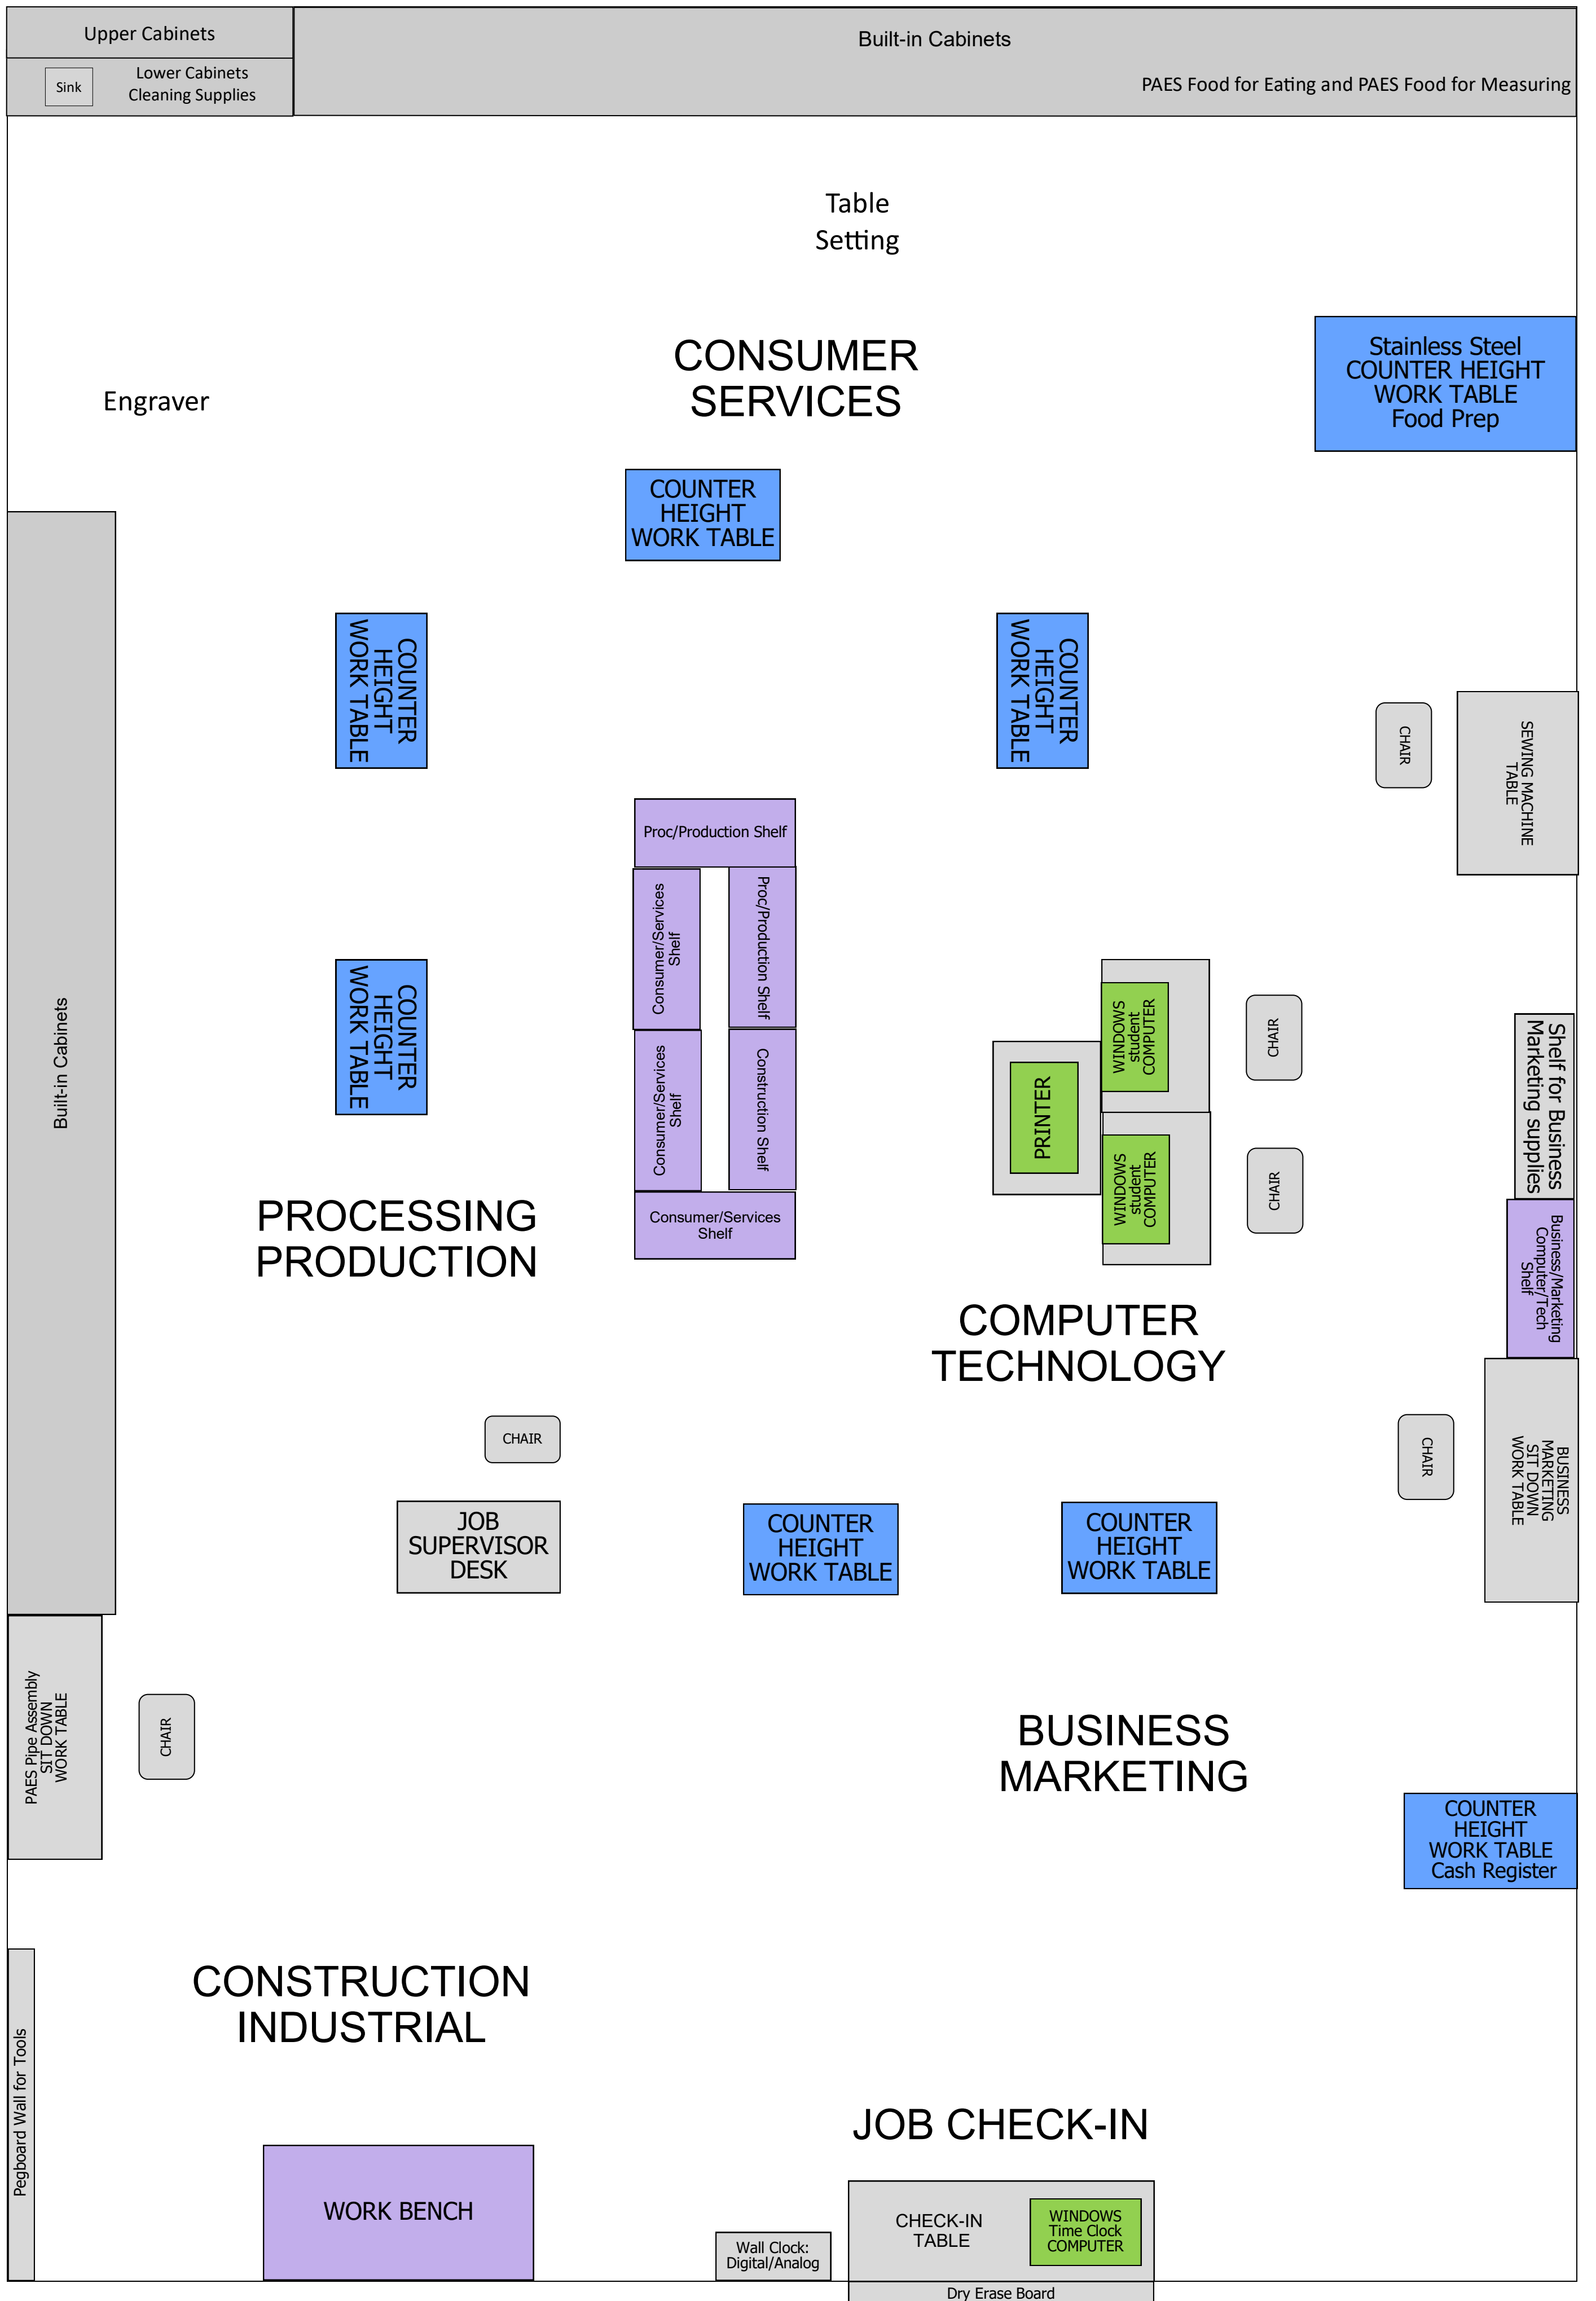 Upper Cabinets
Sink
Lower Cabinets
Cleaning Supplies
Built-in Cabinets
PAES Food for Eating and PAES Food for Measuring
Table
Setting
CONSUMER
SERVICES
Engraver
Stainless Steel
COUNTER HEIGHT
WORK TABLE
Food Prep
COUNTER
HEIGHT
WORK TABLE
COUNTER
HEIGHT
WORK TABLE
COUNTER
HEIGHT
WORK TABLE
CHAIR
SEWING MACHINE
TABLE
Proc/Production Shelf
Consumer/Services
Shelf
Proc/Production Shelf
Built-in Cabinets
COUNTER
HEIGHT
WORK TABLE
Consumer/Services
Shelf
Construction Shelf
Consumer/Services
Shelf
PRINTER
WINDOWS
student
COMPUTER
WINDOWS
student
COMPUTER
CHAIR
CHAIR
Shelf for Business
Marketing supplies
Business/Marketing
Computer/Tech
Shelf
PROCESSING
PRODUCTION
COMPUTER
TECHNOLOGY
CHAIR
JOB
SUPERVISOR
DESK
COUNTER
HEIGHT
WORK TABLE
COUNTER
HEIGHT
WORK TABLE
CHAIR
BUSINESS
MARKETING
SIT DOWN
WORK TABLE
PAES Pipe Assembly
SIT DOWN
WORK TABLE
CHAIR
BUSINESS
MARKETING
COUNTER
HEIGHT
WORK TABLE
Cash Register
Pegboard Wall for Tools
CONSTRUCTION
INDUSTRIAL
WORK BENCH
JOB CHECK-IN
Wall Clock:
Digital/Analog
CHECK-IN
TABLE
WINDOWS
Time Clock
COMPUTER
Dry Erase Board